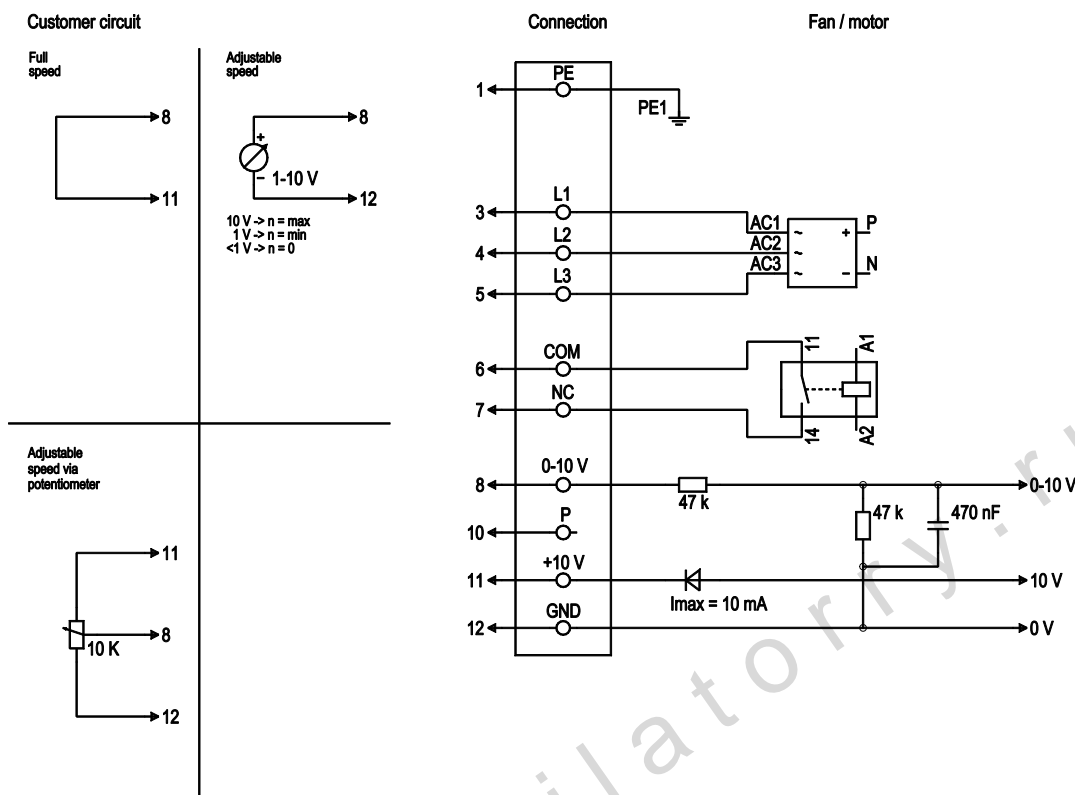 Customer circuit
Connection
Fan / motor
Full
speed
8
11
Adjustable
speed
8
+
– 1-10 V
12
10 V -> n = max
1 V -> n = min
<1 V -> n = 0
Adjustable
speed via
potentiometer
11
8
10 K
12
1
PE
PE1
3
L1
4
L2
5
L3
AC1
AC2
AC3
~
~
~
+
–
P
N
6
COM
7
NC
11
14
A1
A2
8
0-10 V
47 k
47 k
470 nF
0-10 V
10
P
11
+10 V
Imax = 10 mA
10 V
12
GND
0 V
ilatorry.ru